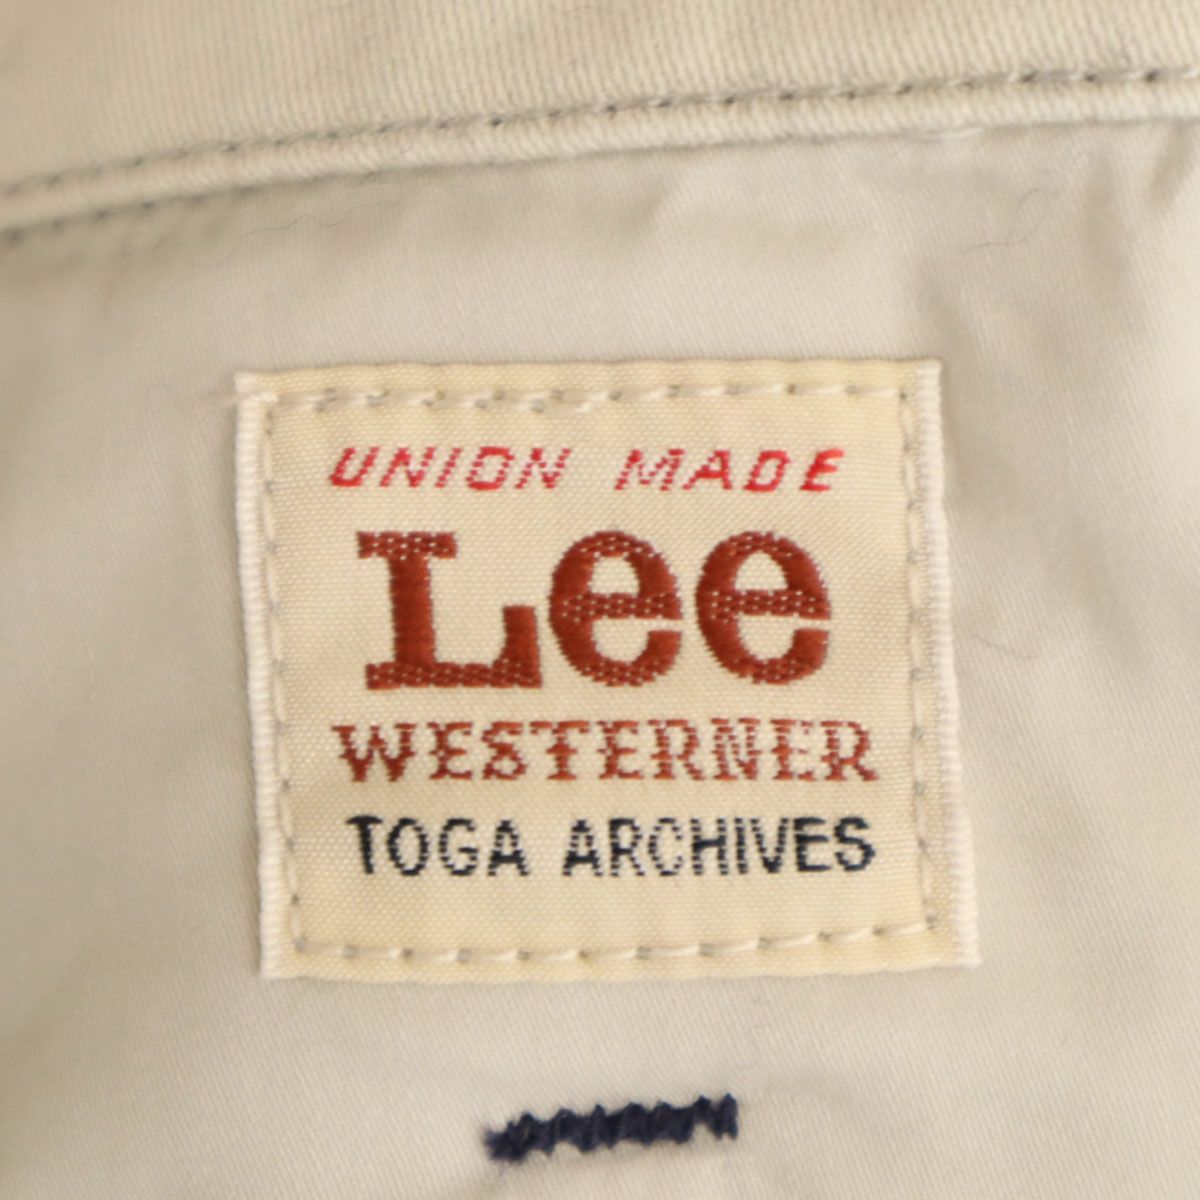 UNION MADE
Lee
WESTERNER
TOGA ARCHIVES